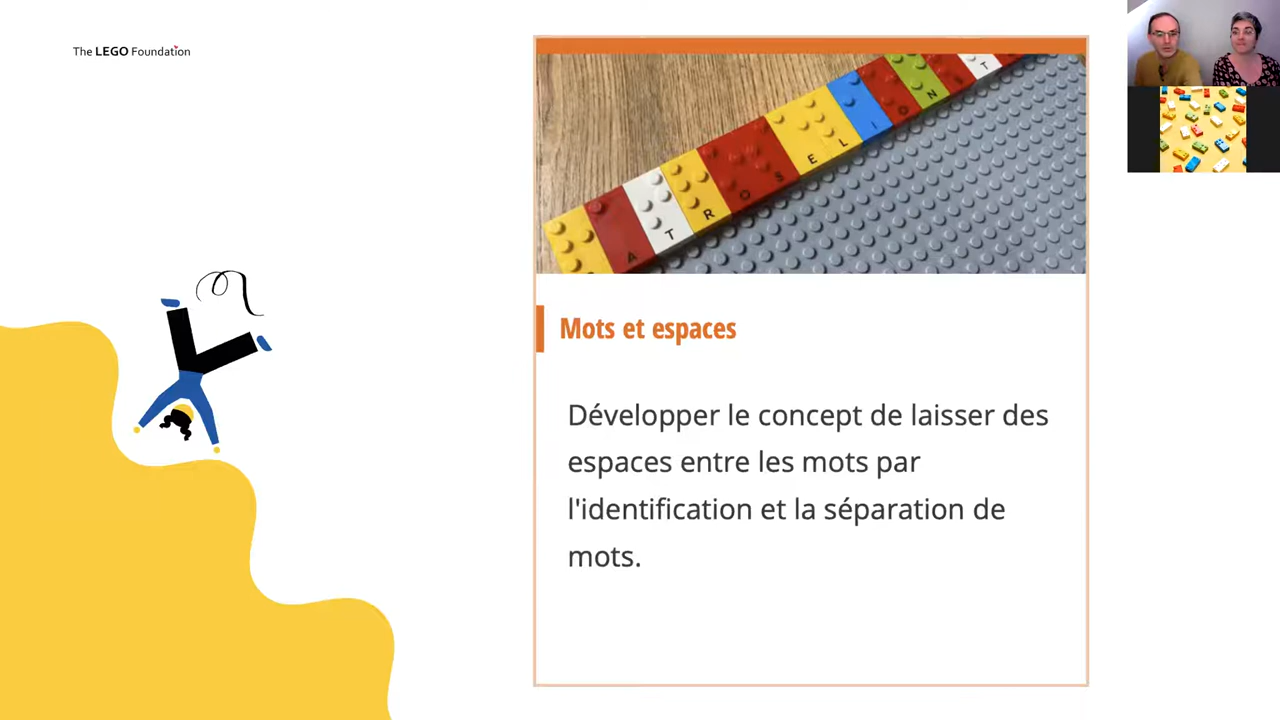 The LEGO Foundation
A T R O S E L I O N I T
Mots et espaces
Développer le concept de laisser des
espaces entre les mots par
l'identification et la séparation de
mots.